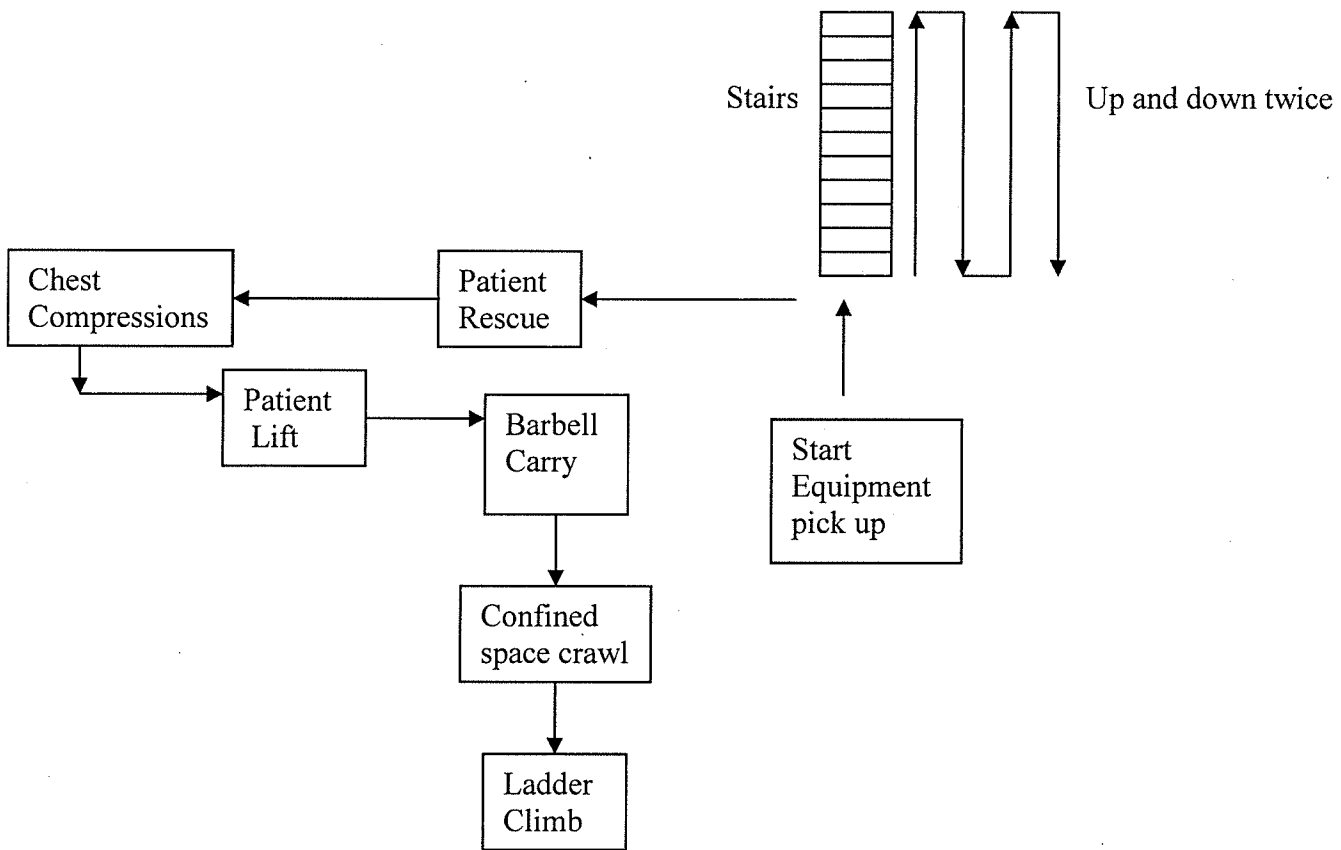 Stairs
Up and down twice
Chest
Compressions
Patient
Rescue
Patient
Lift
Barbell
Carry
Start
Equipment
pick up
Confined
space crawl
Ladder
Climb